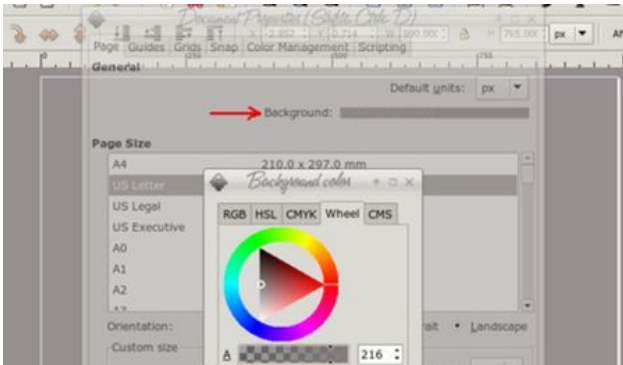 Document Properties (Shift+Ctrl+D)
Page Guides Grids Snap Color Management Scripting
General
Default units: px
Background:
Page Size
A4 210.0 x 297.0 mm
US Letter
US Legal
US Executive
A0
A1
A2
Background color
RGB HSL CMYK Wheel CMS
Orientation:
Landscape
Custom size
A 216
px